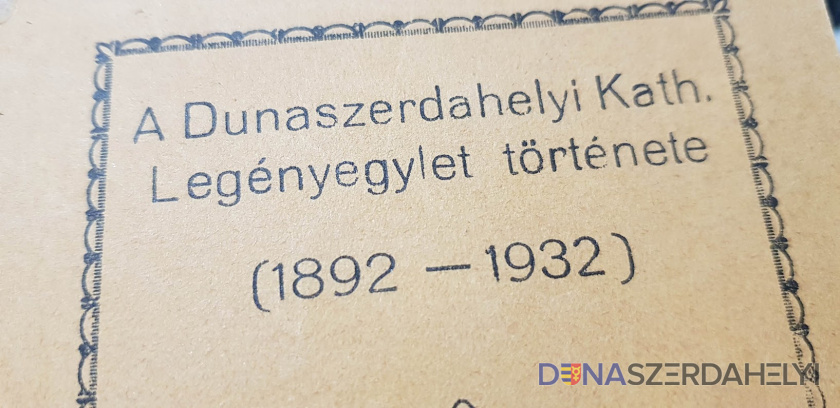 A Dunaszerdahelyi Kath.
Legényegylet története
(1892 — 1932)
DUNASZERDAHELYI